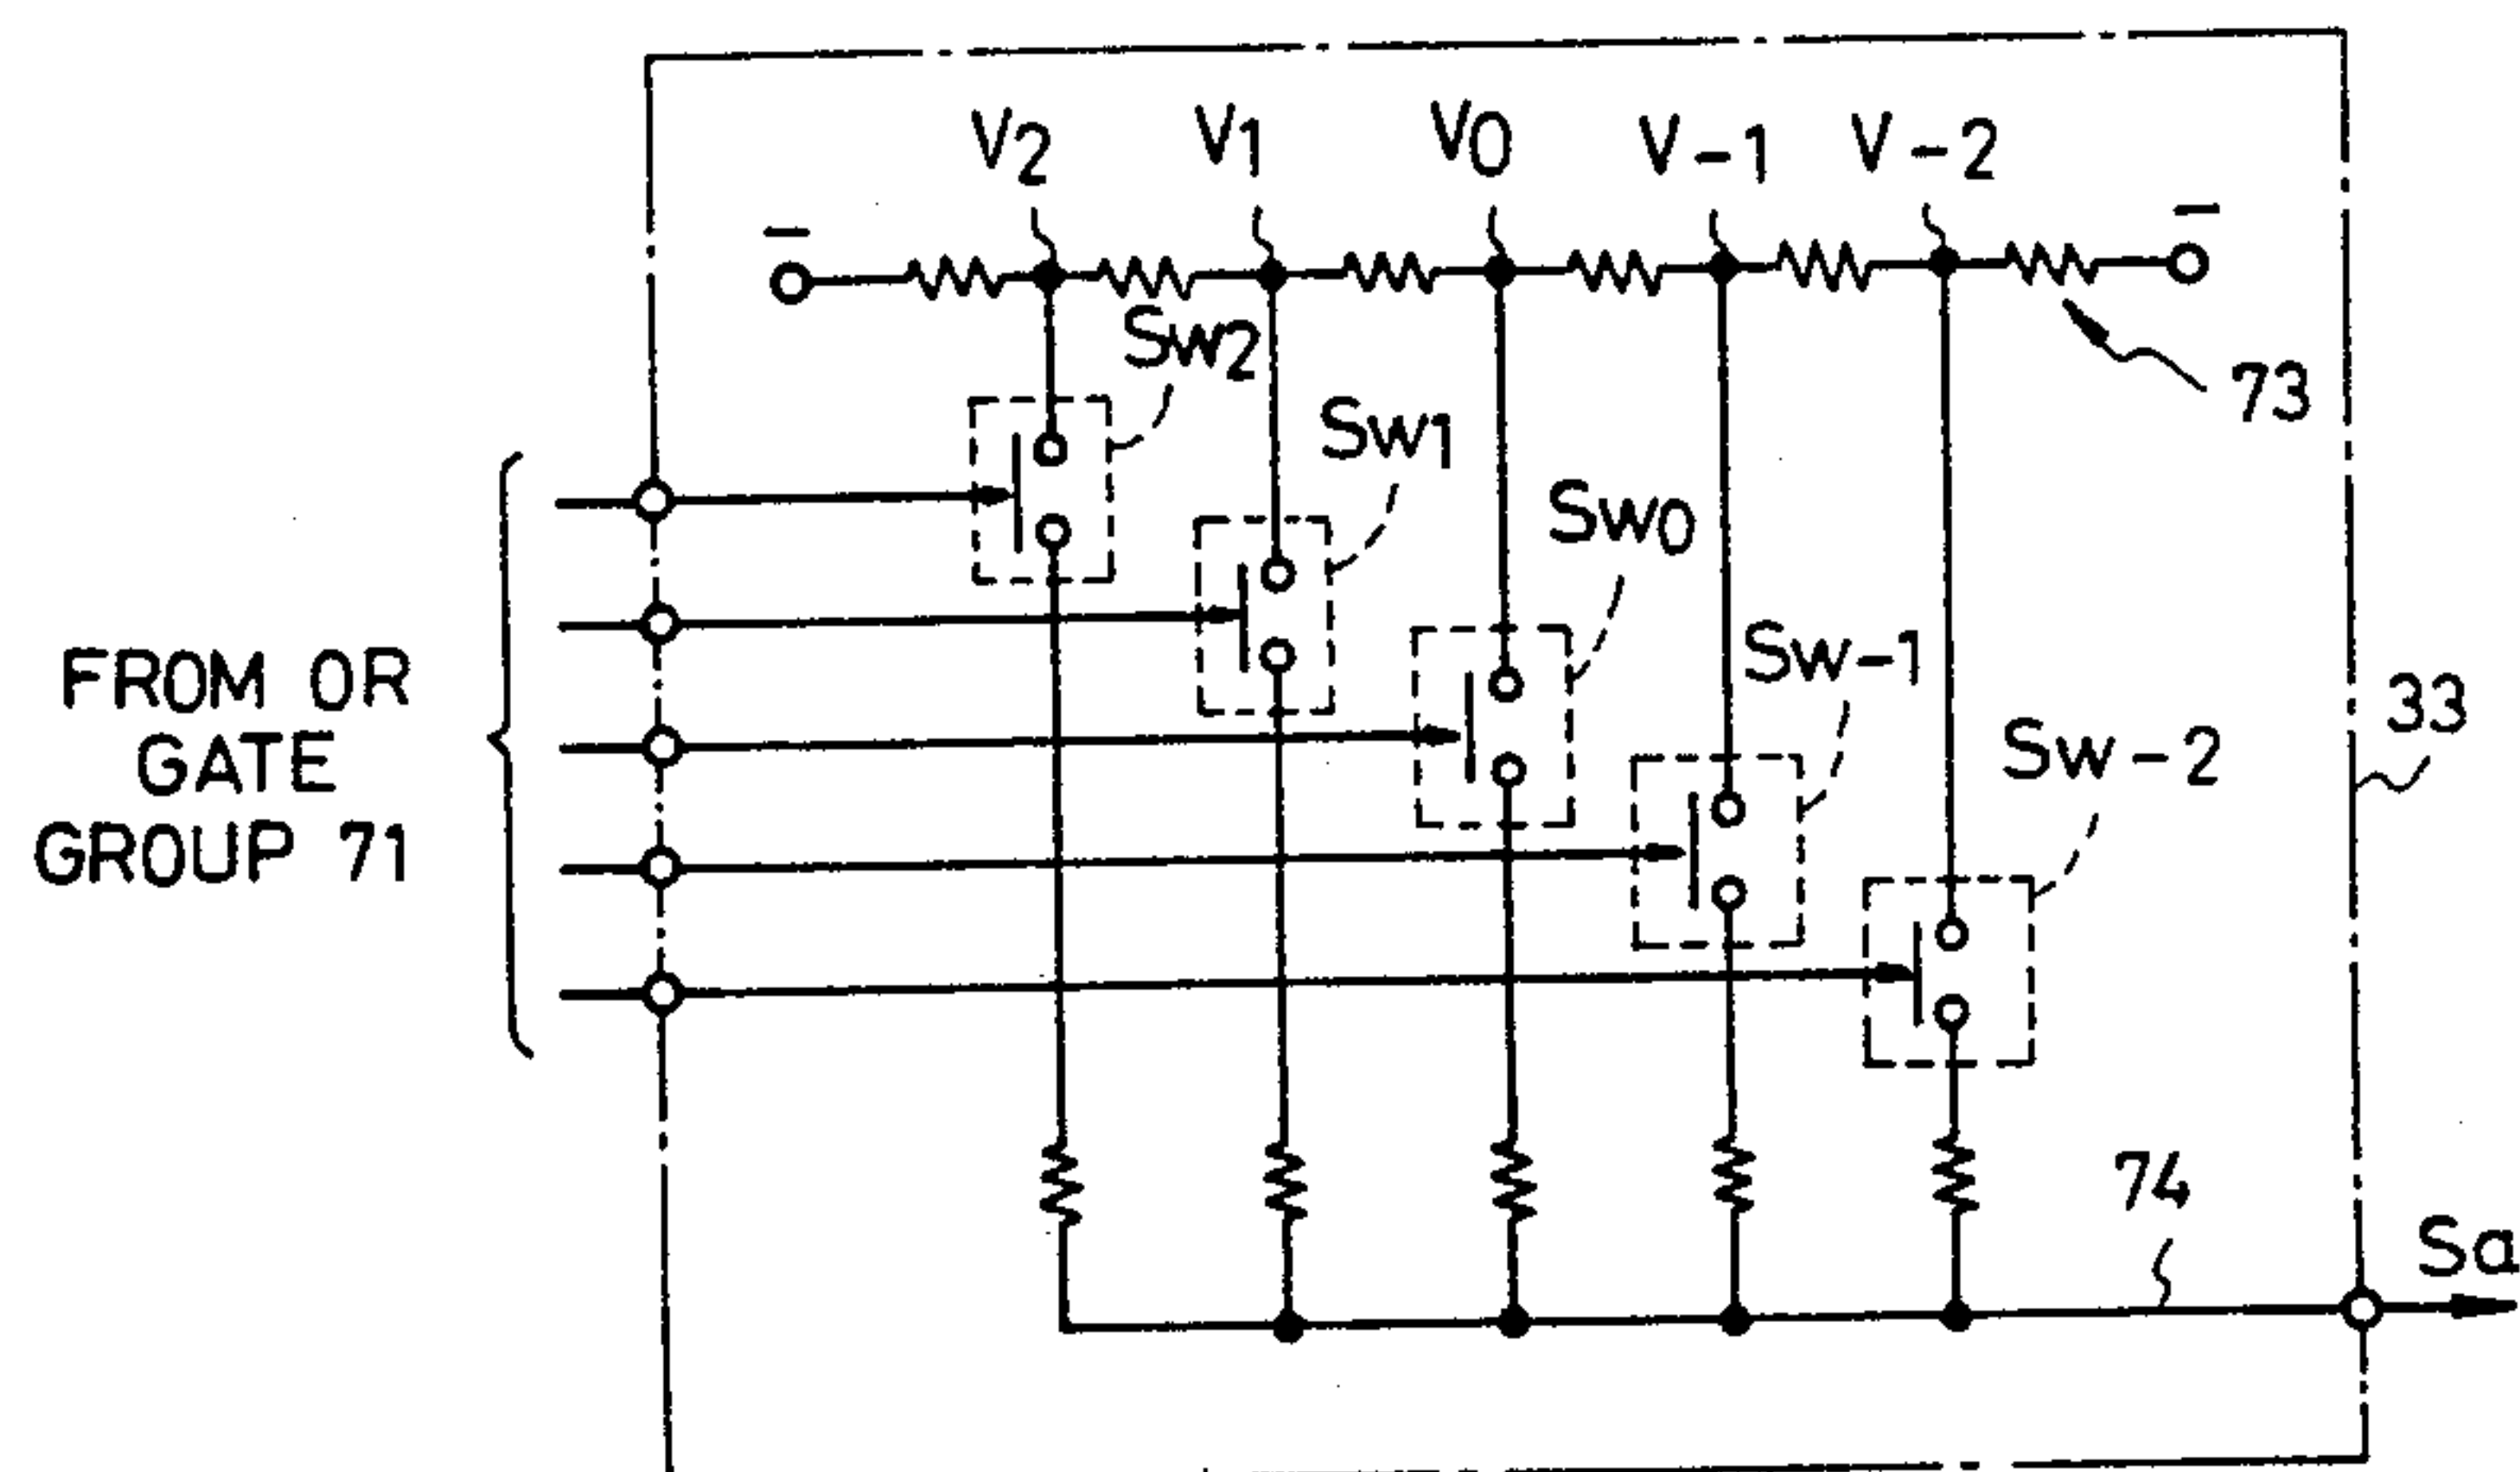 V2 V1 V0 V-1 V-2
− −
Sw2
73
Sw1
Sw0
Sw-1
33
Sw-2
FROM OR
GATE
GROUP 71
74
Sa